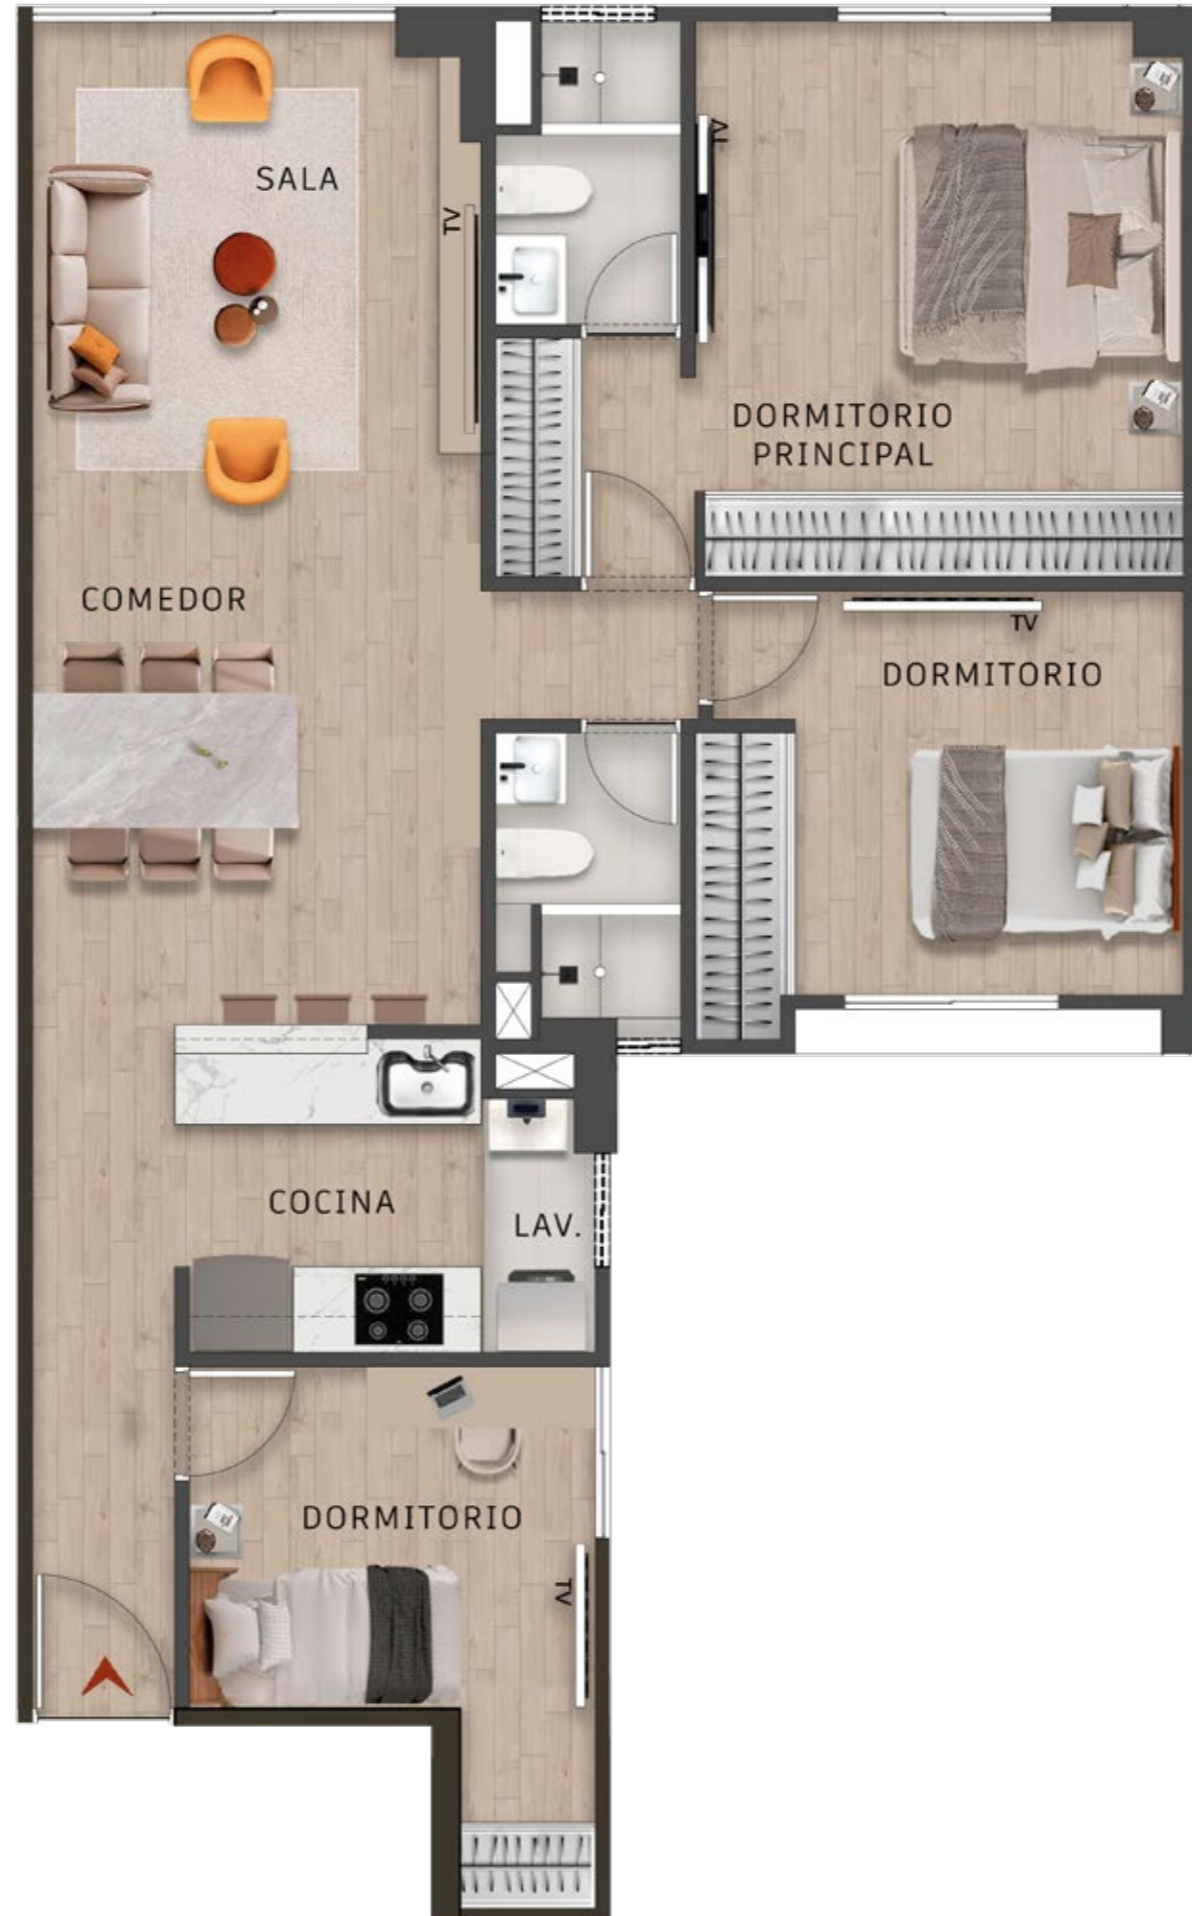 SALA
TV
TV
DORMITORIO
PRINCIPAL
COMEDOR
TV
DORMITORIO
COCINA
LAV.
DORMITORIO
TV